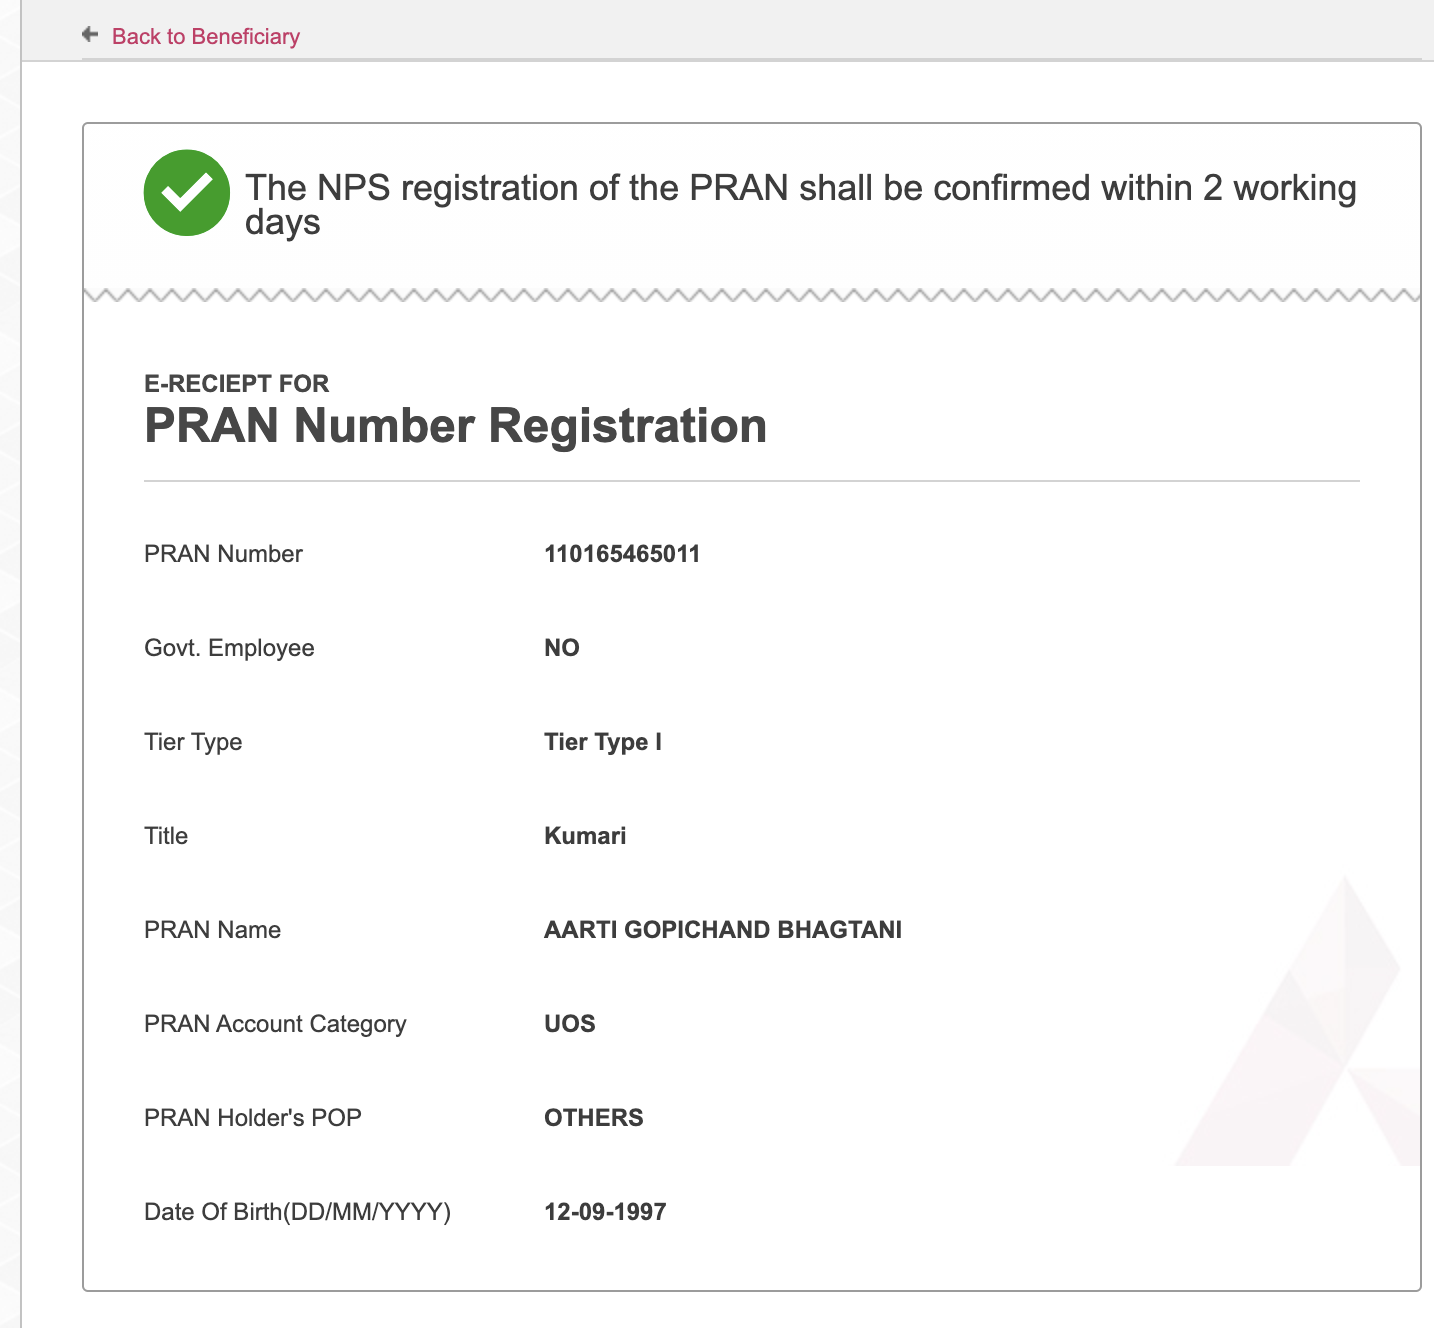 Back to Beneficiary
The NPS registration of the PRAN shall be confirmed within 2 working
days
E-RECIEPT FOR
PRAN Number Registration
PRAN Number 110165465011
Govt. Employee NO
Tier Type Tier Type I
Title Kumari
PRAN Name AARTI GOPICHAND BHAGTANI
PRAN Account Category UOS
PRAN Holder's POP OTHERS
Date Of Birth(DD/MM/YYYY) 12-09-1997